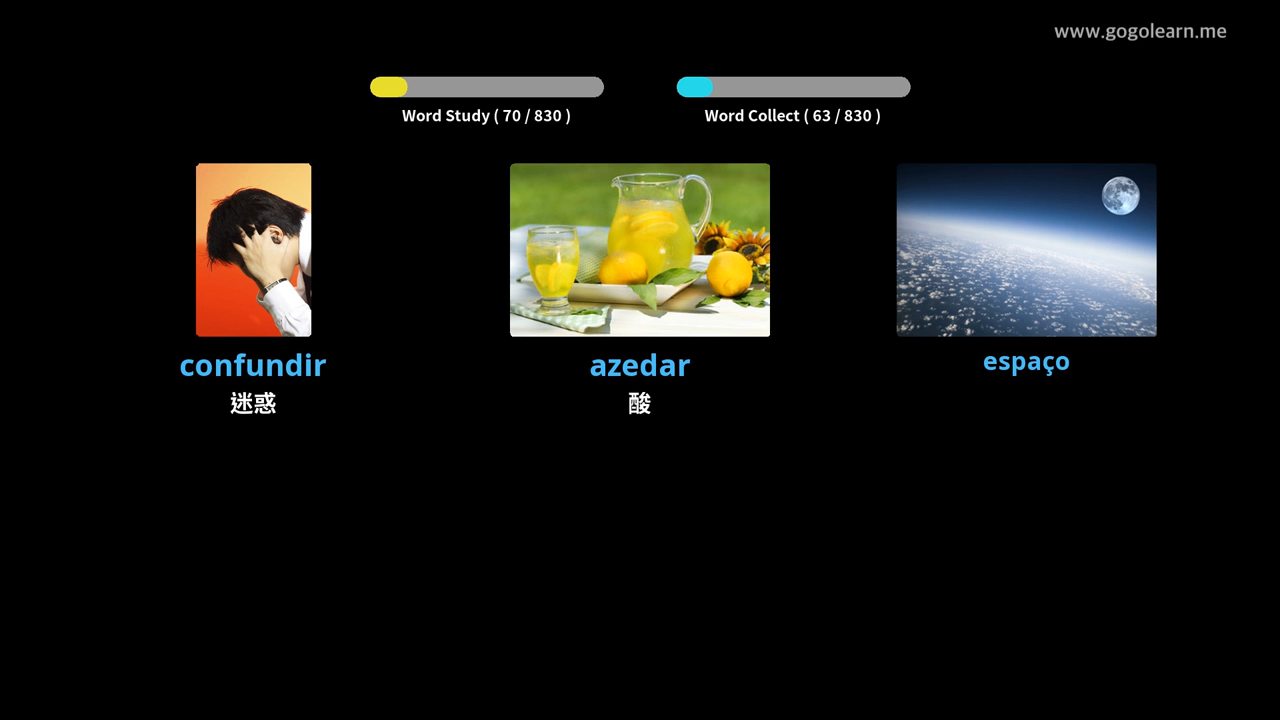 www.gogolearn.me
Word Study ( 70 / 830 )
Word Collect ( 63 / 830 )
confundir
迷惑
azedar
酸
espaço